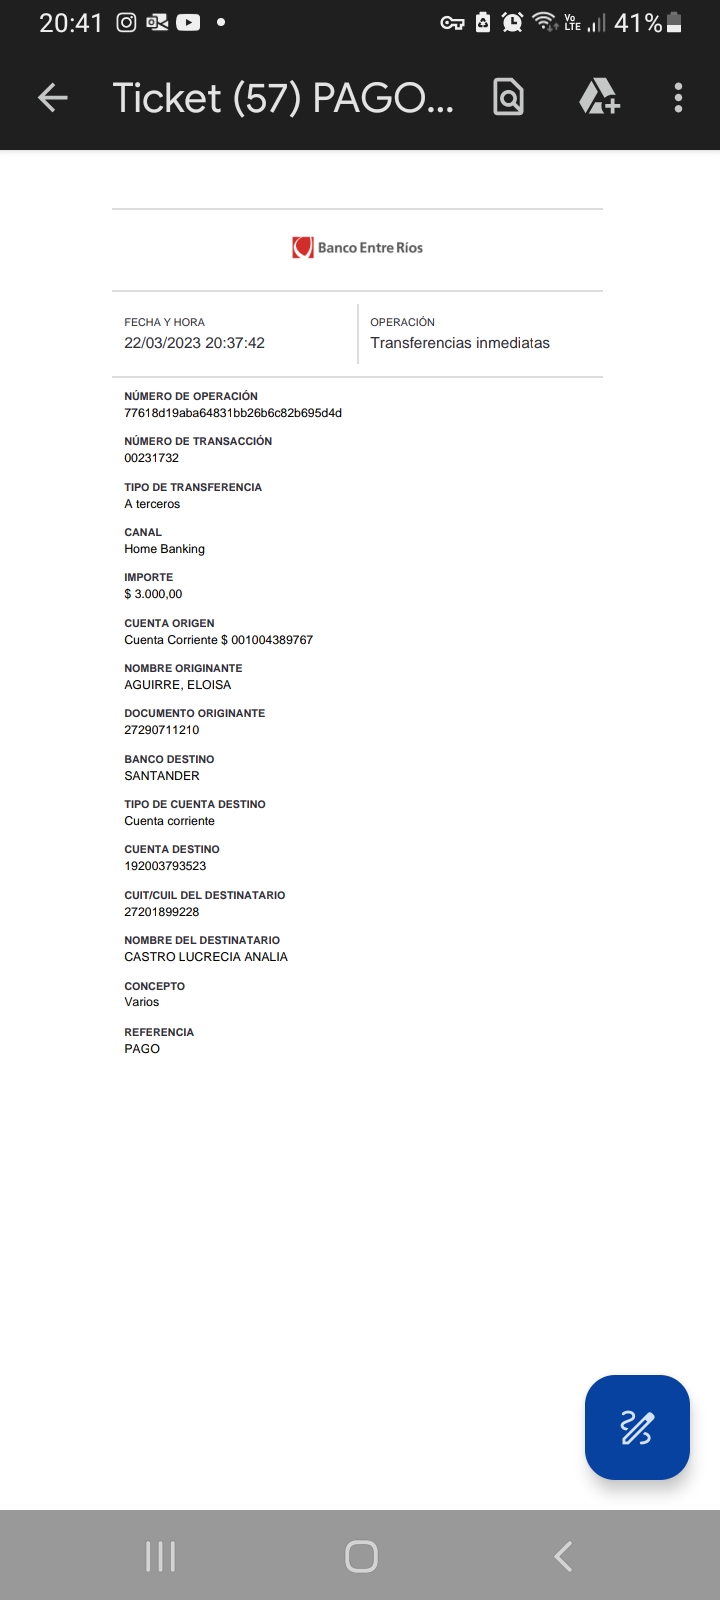 20:41 Vo LTE 41%
Ticket (57) PAGO...
Banco Entre Ríos
FECHA Y HORA
22/03/2023 20:37:42
OPERACIÓN
Transferencias inmediatas
NÚMERO DE OPERACIÓN
77618d19aba64831bb26b6c82b695d4d
NÚMERO DE TRANSACCIÓN
00231732
TIPO DE TRANSFERENCIA
A terceros
CANAL
Home Banking
IMPORTE
$ 3.000,00
CUENTA ORIGEN
Cuenta Corriente $ 001004389767
NOMBRE ORIGINANTE
AGUIRRE, ELOISA
DOCUMENTO ORIGINANTE
27290711210
BANCO DESTINO
SANTANDER
TIPO DE CUENTA DESTINO
Cuenta corriente
CUENTA DESTINO
192003793523
CUIT/CUIL DEL DESTINATARIO
27201899228
NOMBRE DEL DESTINATARIO
CASTRO LUCRECIA ANALIA
CONCEPTO
Varios
REFERENCIA
PAGO